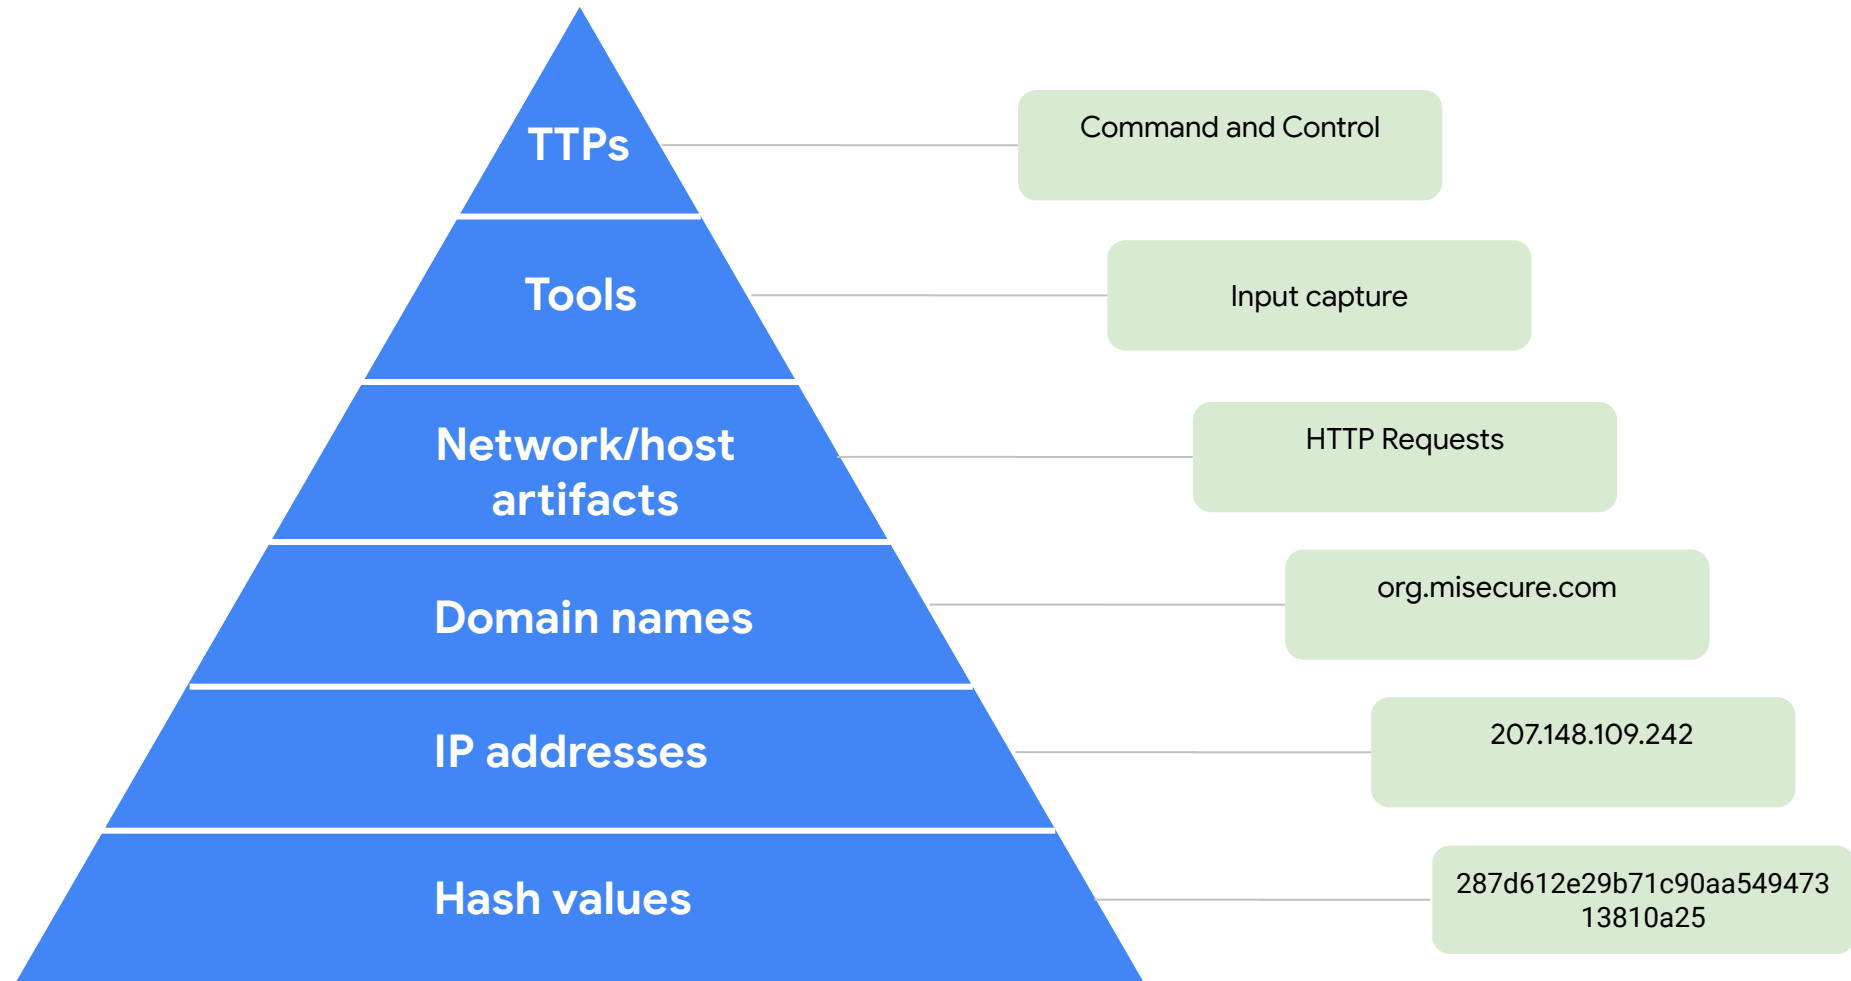 TTPs
Command and Control
Tools
Input capture
Network/host
artifacts
HTTP Requests
Domain names
org.misecure.com
IP addresses
207.148.109.242
Hash values
287d612e29b71c90aa549473
13810a25